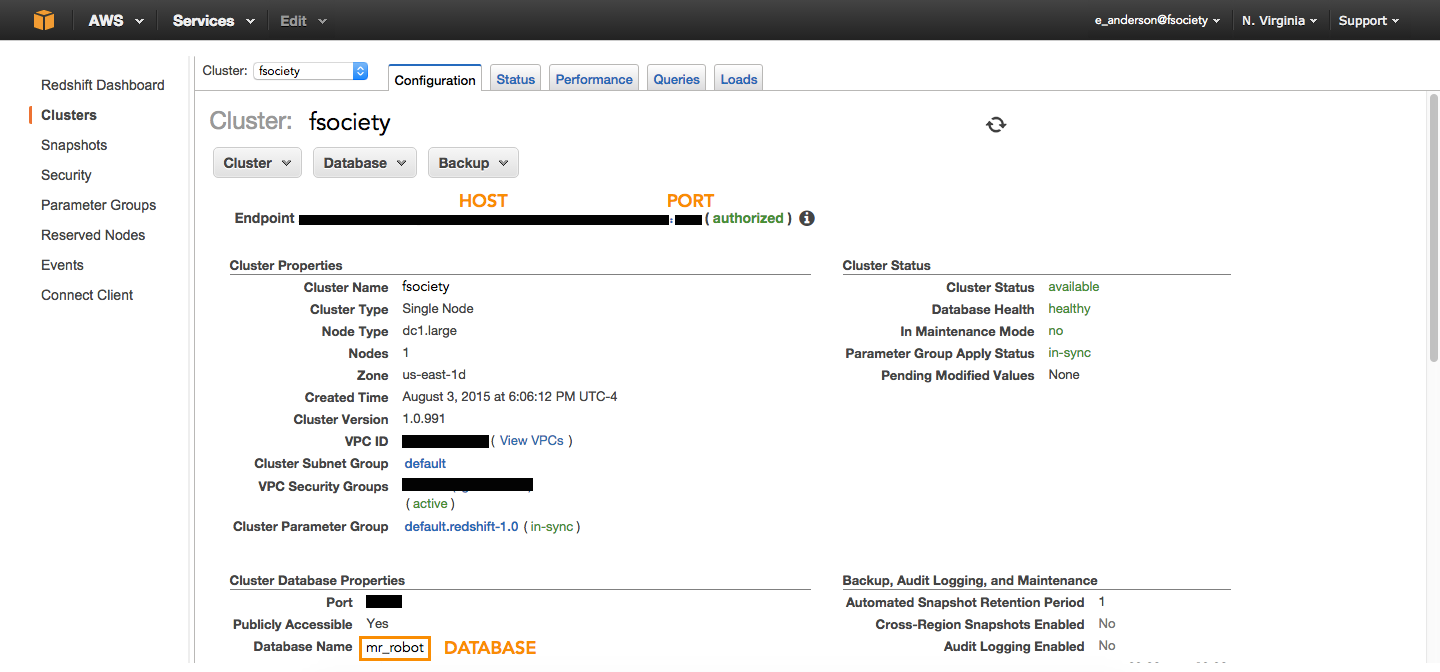 AWS Services Edit e_anderson@fsociety N. Virginia Support
Redshift Dashboard
Clusters
Snapshots
Security
Parameter Groups
Reserved Nodes
Events
Connect Client
Cluster: fsociety Configuration Status Performance Queries Loads
Cluster: fsociety
Cluster Database Backup
HOST PORT
Endpoint : ( authorized )
Cluster Properties
Cluster Name fsociety
Cluster Type Single Node
Node Type dc1.large
Nodes 1
Zone us-east-1d
Created Time August 3, 2015 at 6:06:12 PM UTC-4
Cluster Version 1.0.991
VPC ID ( View VPCs )
Cluster Subnet Group default
VPC Security Groups
( active )
Cluster Parameter Group default.redshift-1.0 ( in-sync )
Cluster Status
Cluster Status available
Database Health healthy
In Maintenance Mode no
Parameter Group Apply Status in-sync
Pending Modified Values None
Cluster Database Properties
Port
Publicly Accessible Yes
Database Name mr_robot DATABASE
Backup, Audit Logging, and Maintenance
Automated Snapshot Retention Period 1
Cross-Region Snapshots Enabled No
Audit Logging Enabled No